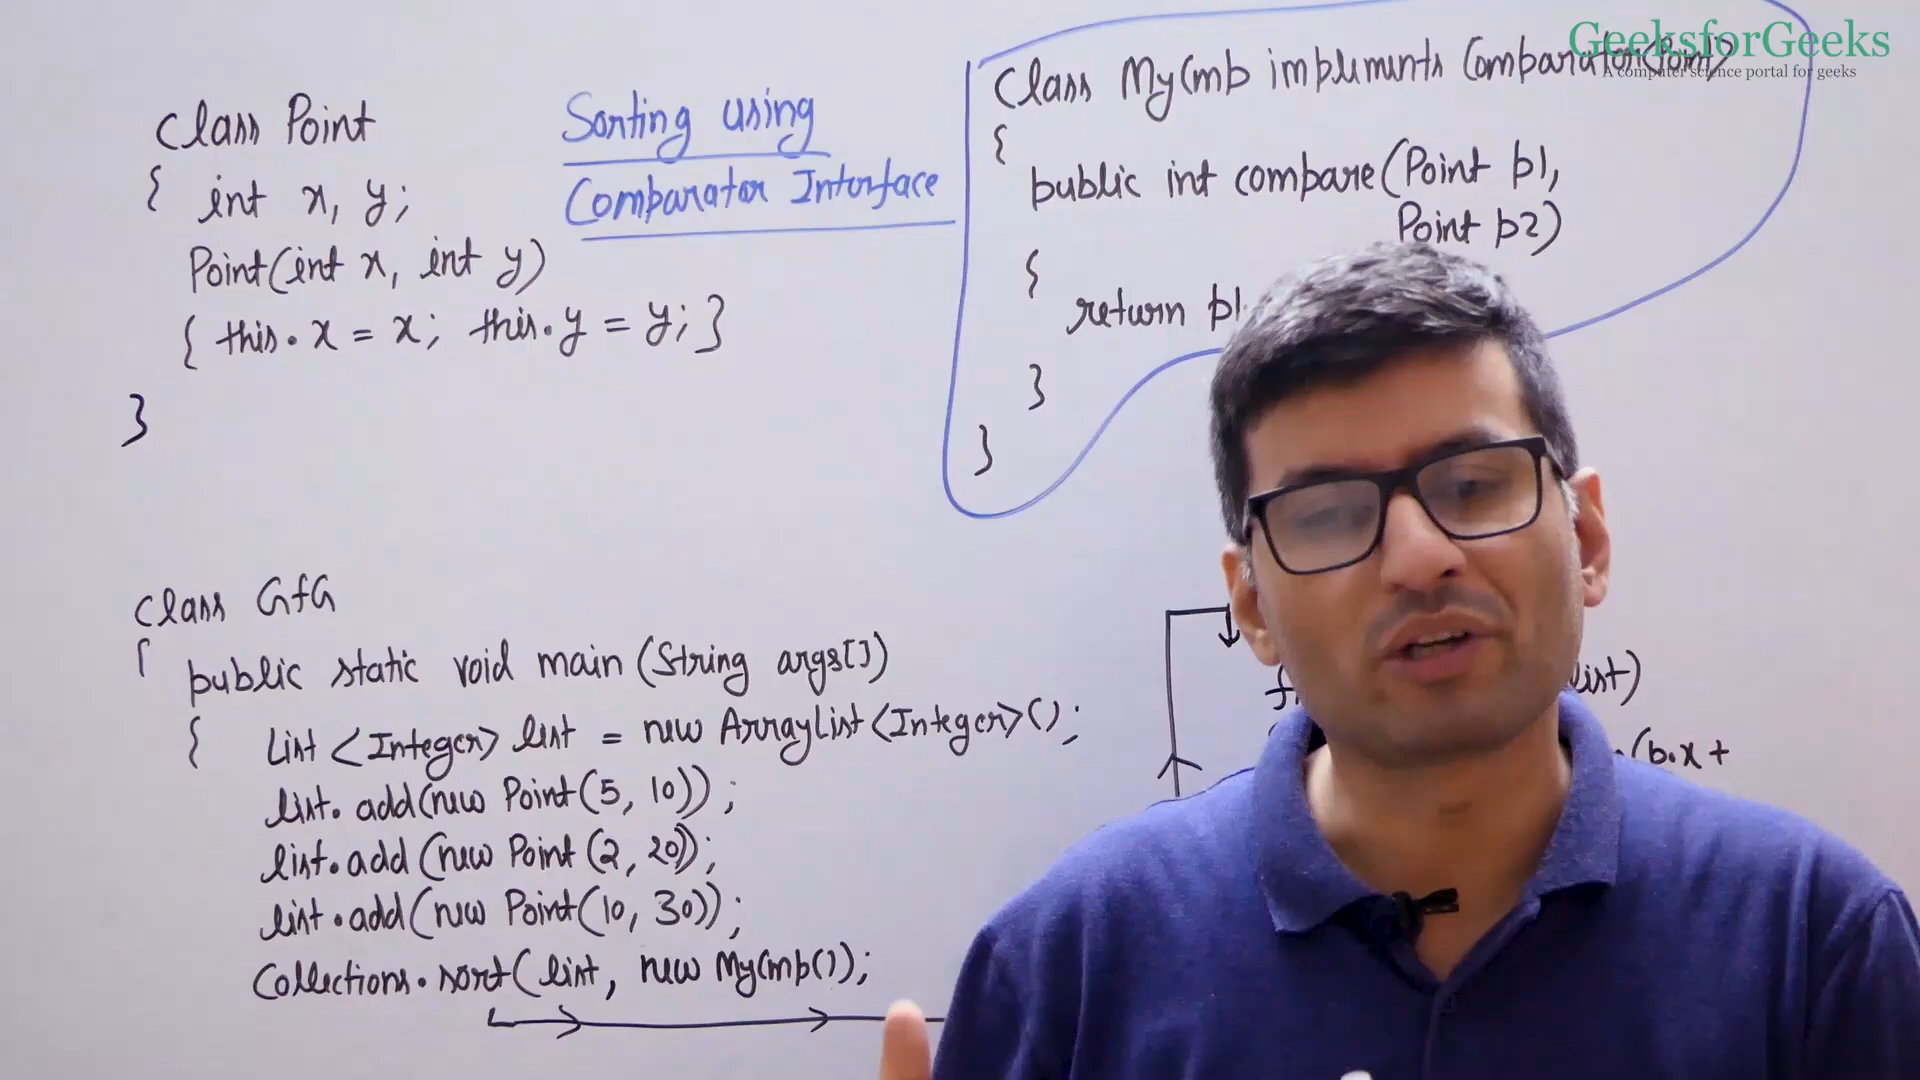 GeeksforGeeks
A computer science portal for geeks
class Point
{ int x, y;
Point(int x, int y)
{ this.x = x; this.y = y; }
}
Sorting using
Comparator Interface
class MyCmp implements Comparator<Point>
{
public int compare(Point p1,
Point p2)
{
return p1.
}
}
class GfG
{ public static void main (String args[])
{ List <Integer> list = new ArrayList<Integer>();
list.add(new Point(5, 10));
list.add(new Point(2, 20));
list.add(new Point(10, 30));
Collections.sort(list, new MyCmp());
list)
(p.x +